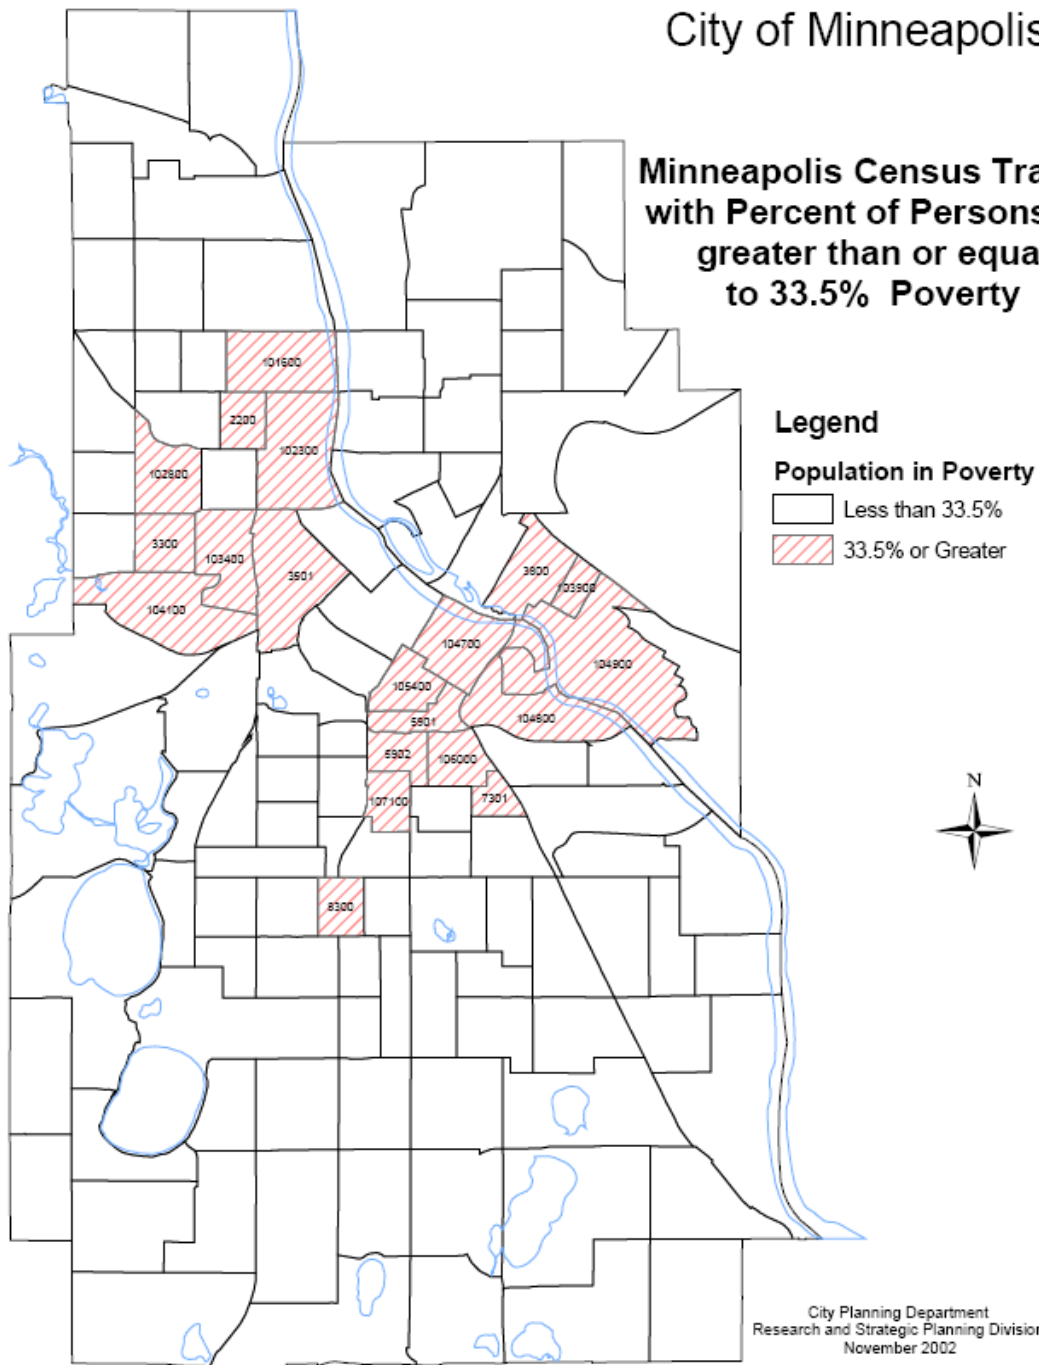 City of Minneapolis
Minneapolis Census Tra
with Percent of Persons
greater than or equa
to 33.5% Poverty
Legend
Population in Poverty
Less than 33.5%
33.5% or Greater
101600
2200
102300
102800
3300
103400
3501
104100
3800
103900
104700
104900
105400
104800
5901
5902
106000
107100
7301
8300
N
City Planning Department
Research and Strategic Planning Division
November 2002